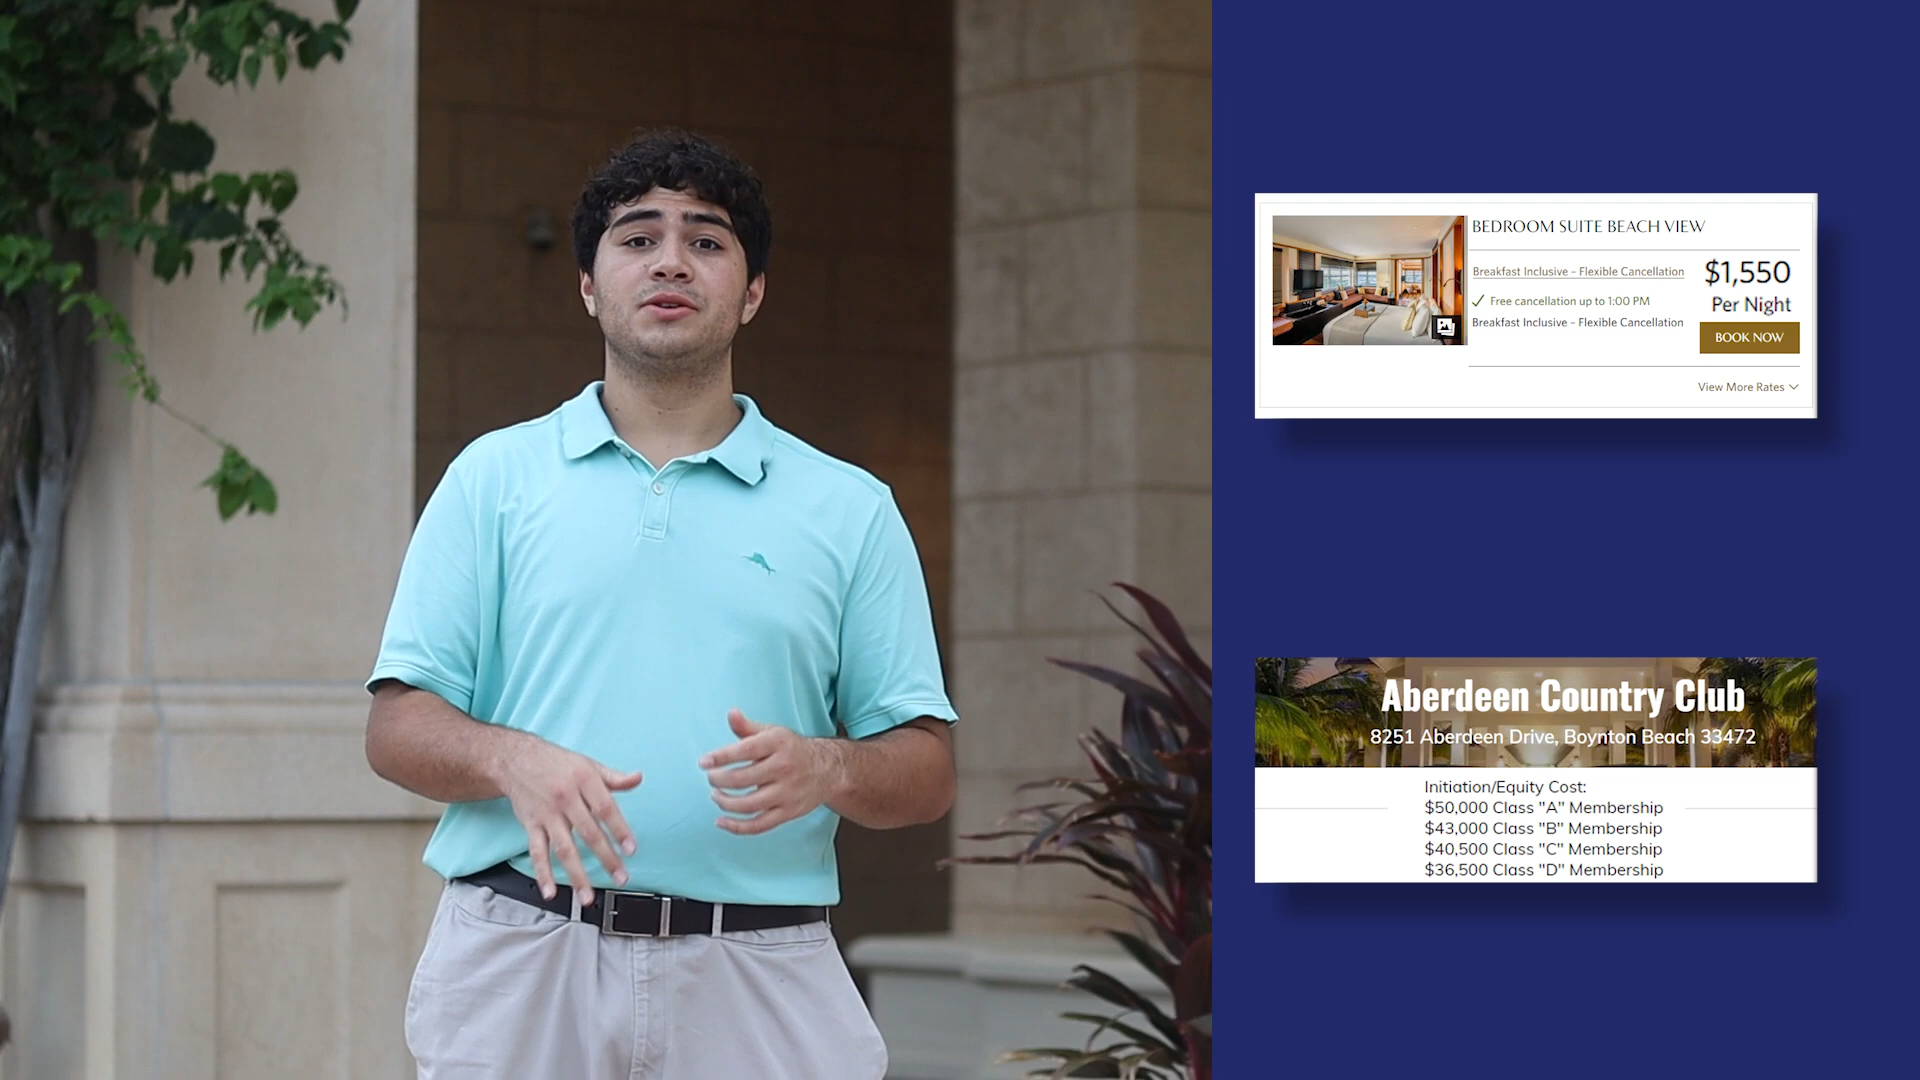 BEDROOM SUITE BEACH VIEW
Breakfast Inclusive – Flexible Cancellation
$1,550
Per Night
Free cancellation up to 1:00 PM
Breakfast Inclusive – Flexible Cancellation
BOOK NOW
View More Rates
Aberdeen Country Club
8251 Aberdeen Drive, Boynton Beach 33472
Initiation/Equity Cost:
$50,000 Class "A" Membership
$43,000 Class "B" Membership
$40,500 Class "C" Membership
$36,500 Class "D" Membership